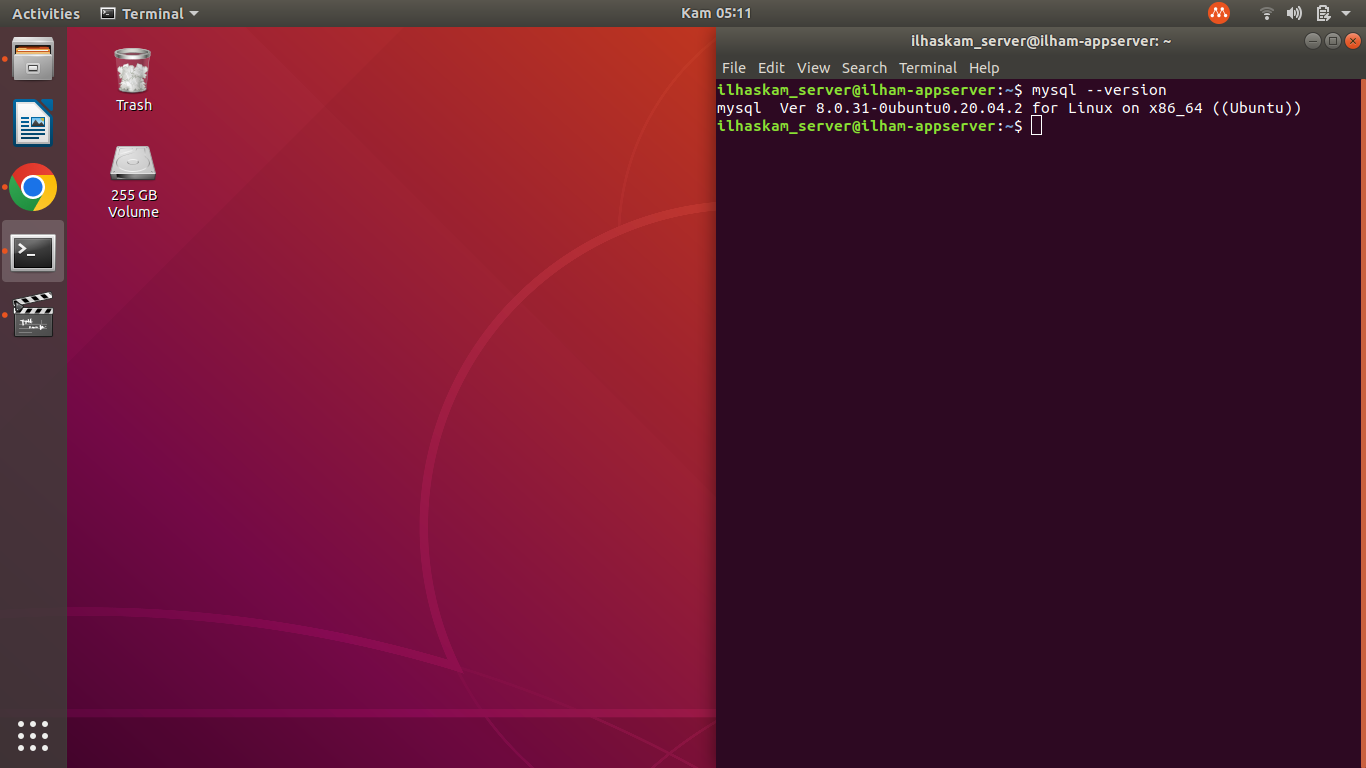 Activities Terminal Kam 05:11
Trash
255 GB
Volume
ilhaskam_server@ilham-appserver: ~
File Edit View Search Terminal Help
ilhaskam_server@ilham-appserver:~$ mysql --version
mysql  Ver 8.0.31-0ubuntu0.20.04.2 for Linux on x86_64 ((Ubuntu))
ilhaskam_server@ilham-appserver:~$